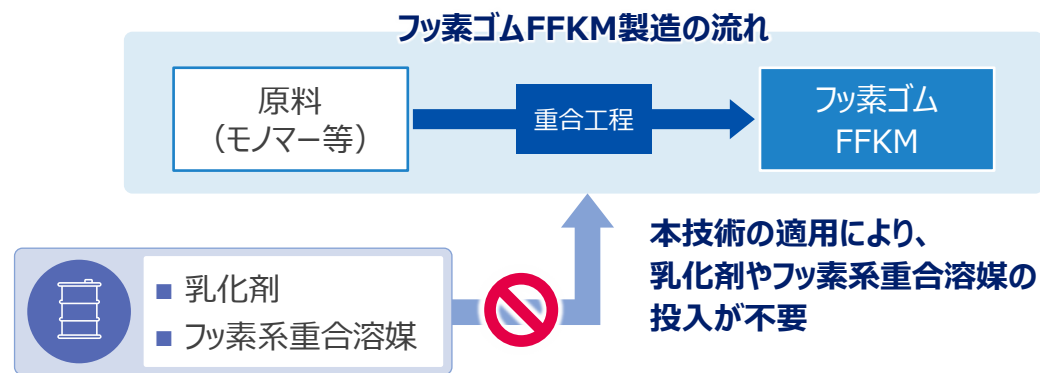 フッ素ゴムFFKM製造の流れ
原料
（モノマー等）
重合工程
フッ素ゴム
FFKM
■ 乳化剤
■ フッ素系重合溶媒
本技術の適用により、
乳化剤やフッ素系重合溶媒の
投入が不要